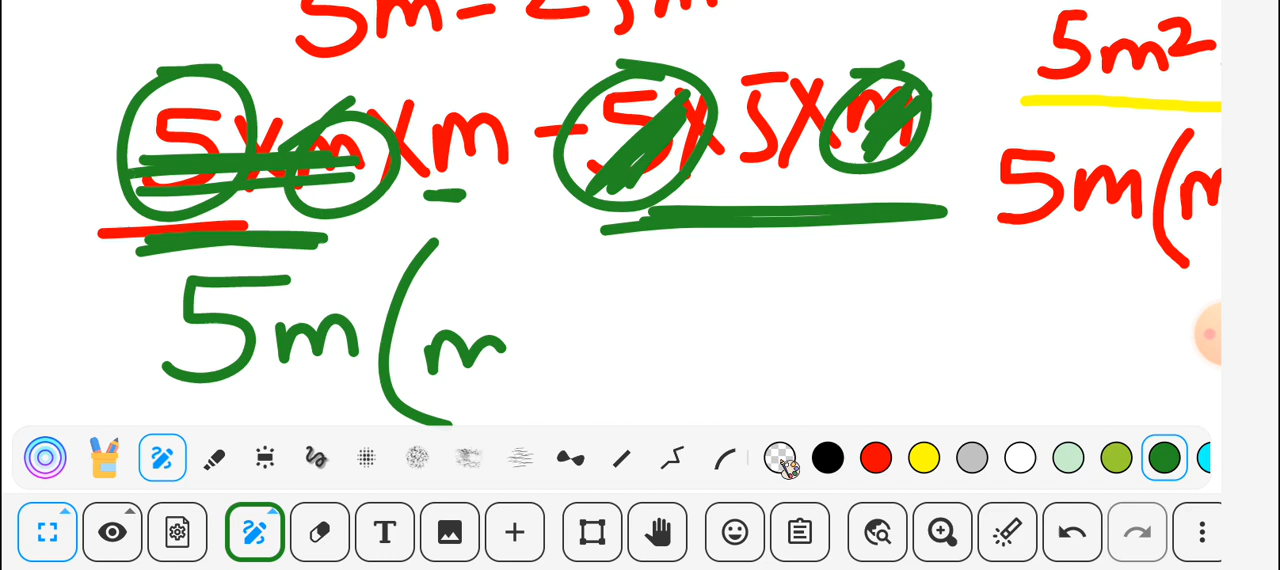 5m - 25m
5m²
5 × m × m - 5 × 5 × m
5m(m
5m(m
T